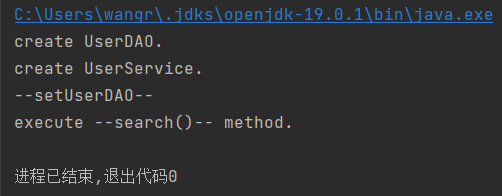 C:\Users\wangr\.jdks\openjdk-19.0.1\bin\java.exe
create UserDAO.
create UserService.
--setUserDAO--
execute --search()-- method.
进程已结束,退出代码0